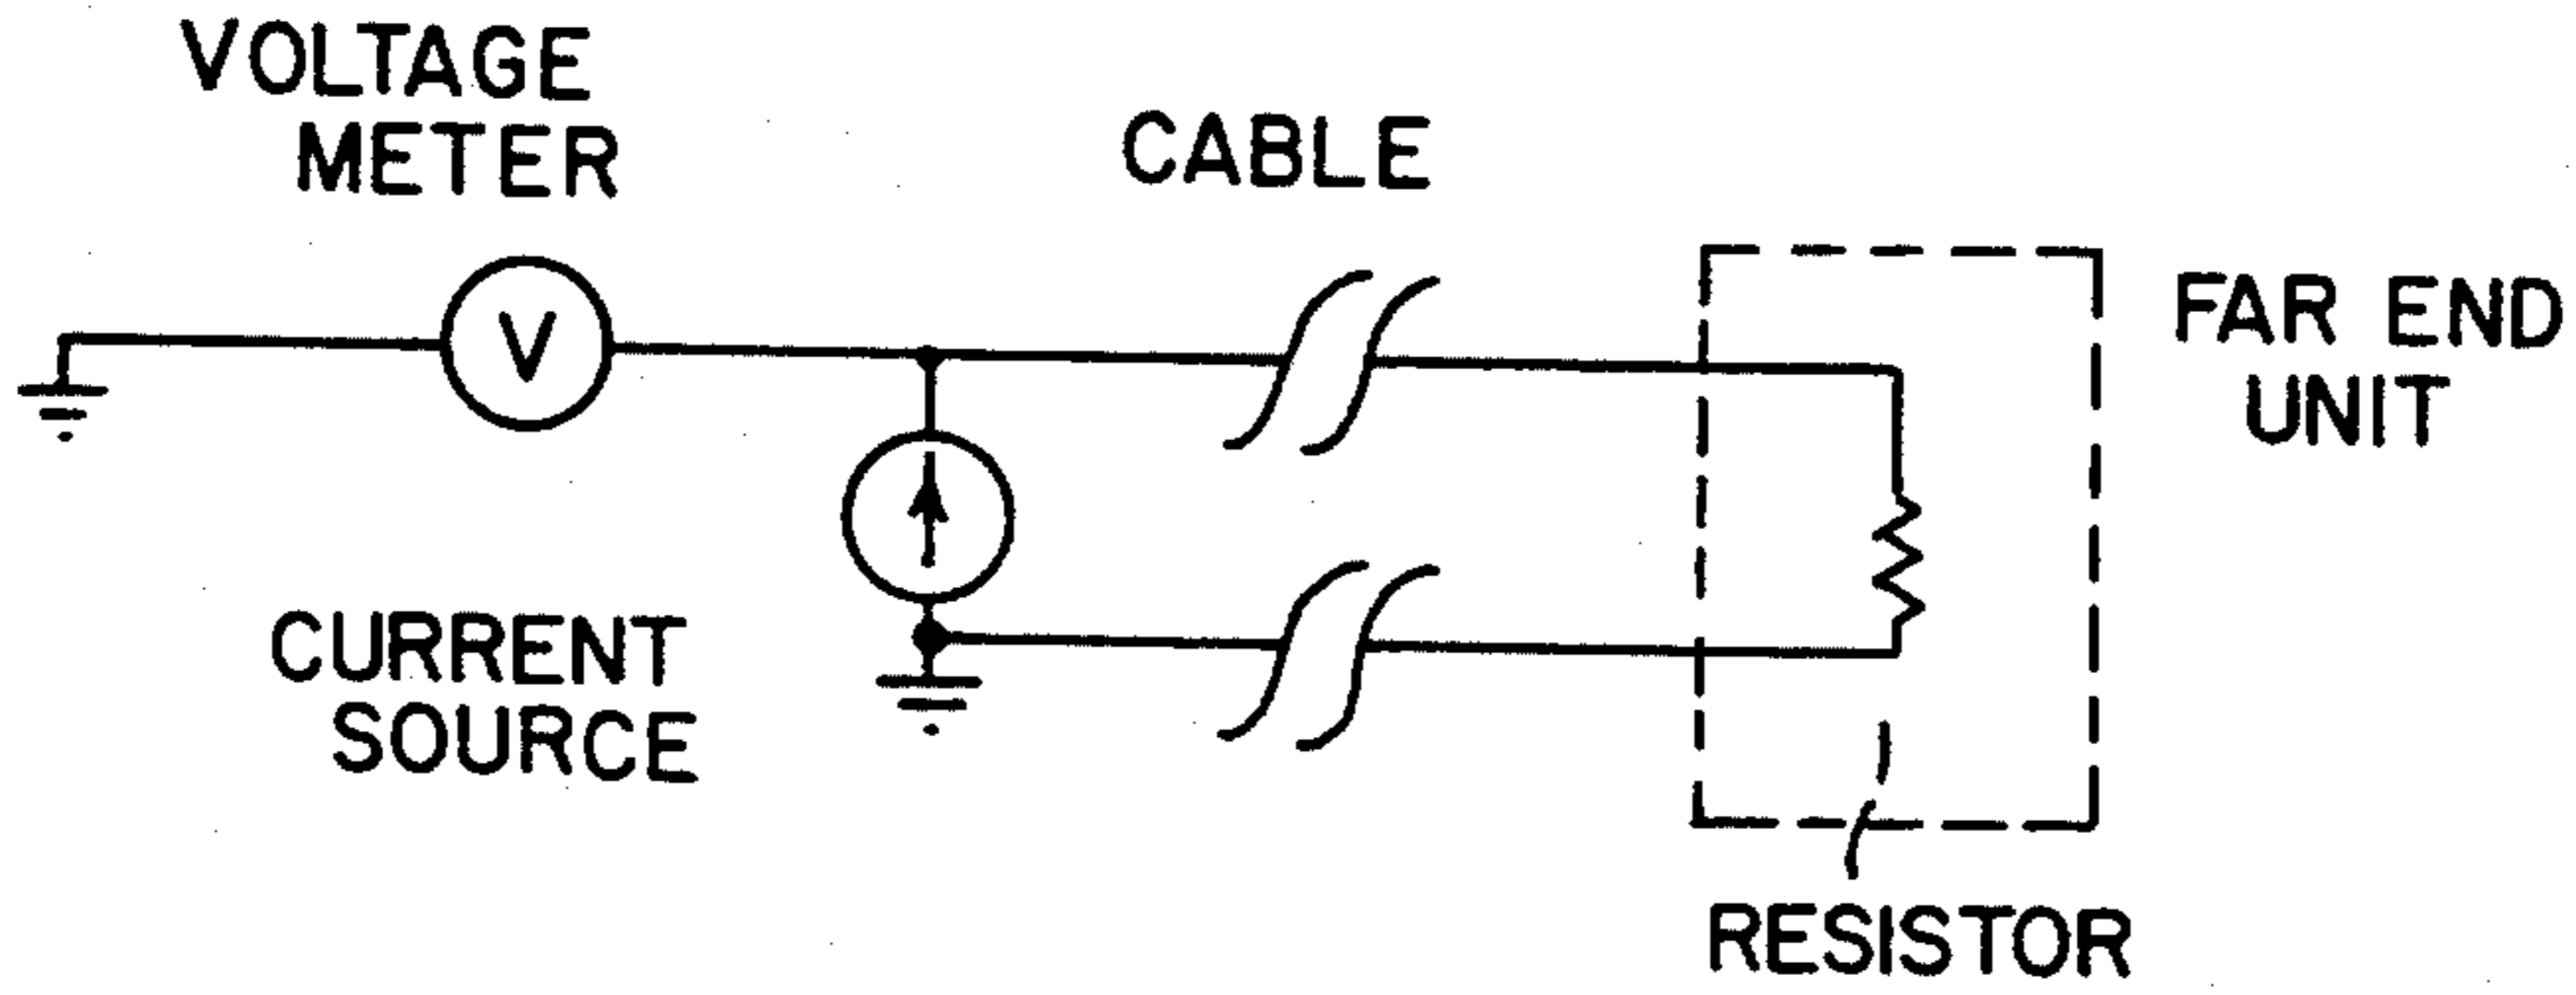 VOLTAGE
METER
CABLE
FAR END
UNIT
V
CURRENT
SOURCE
RESISTOR